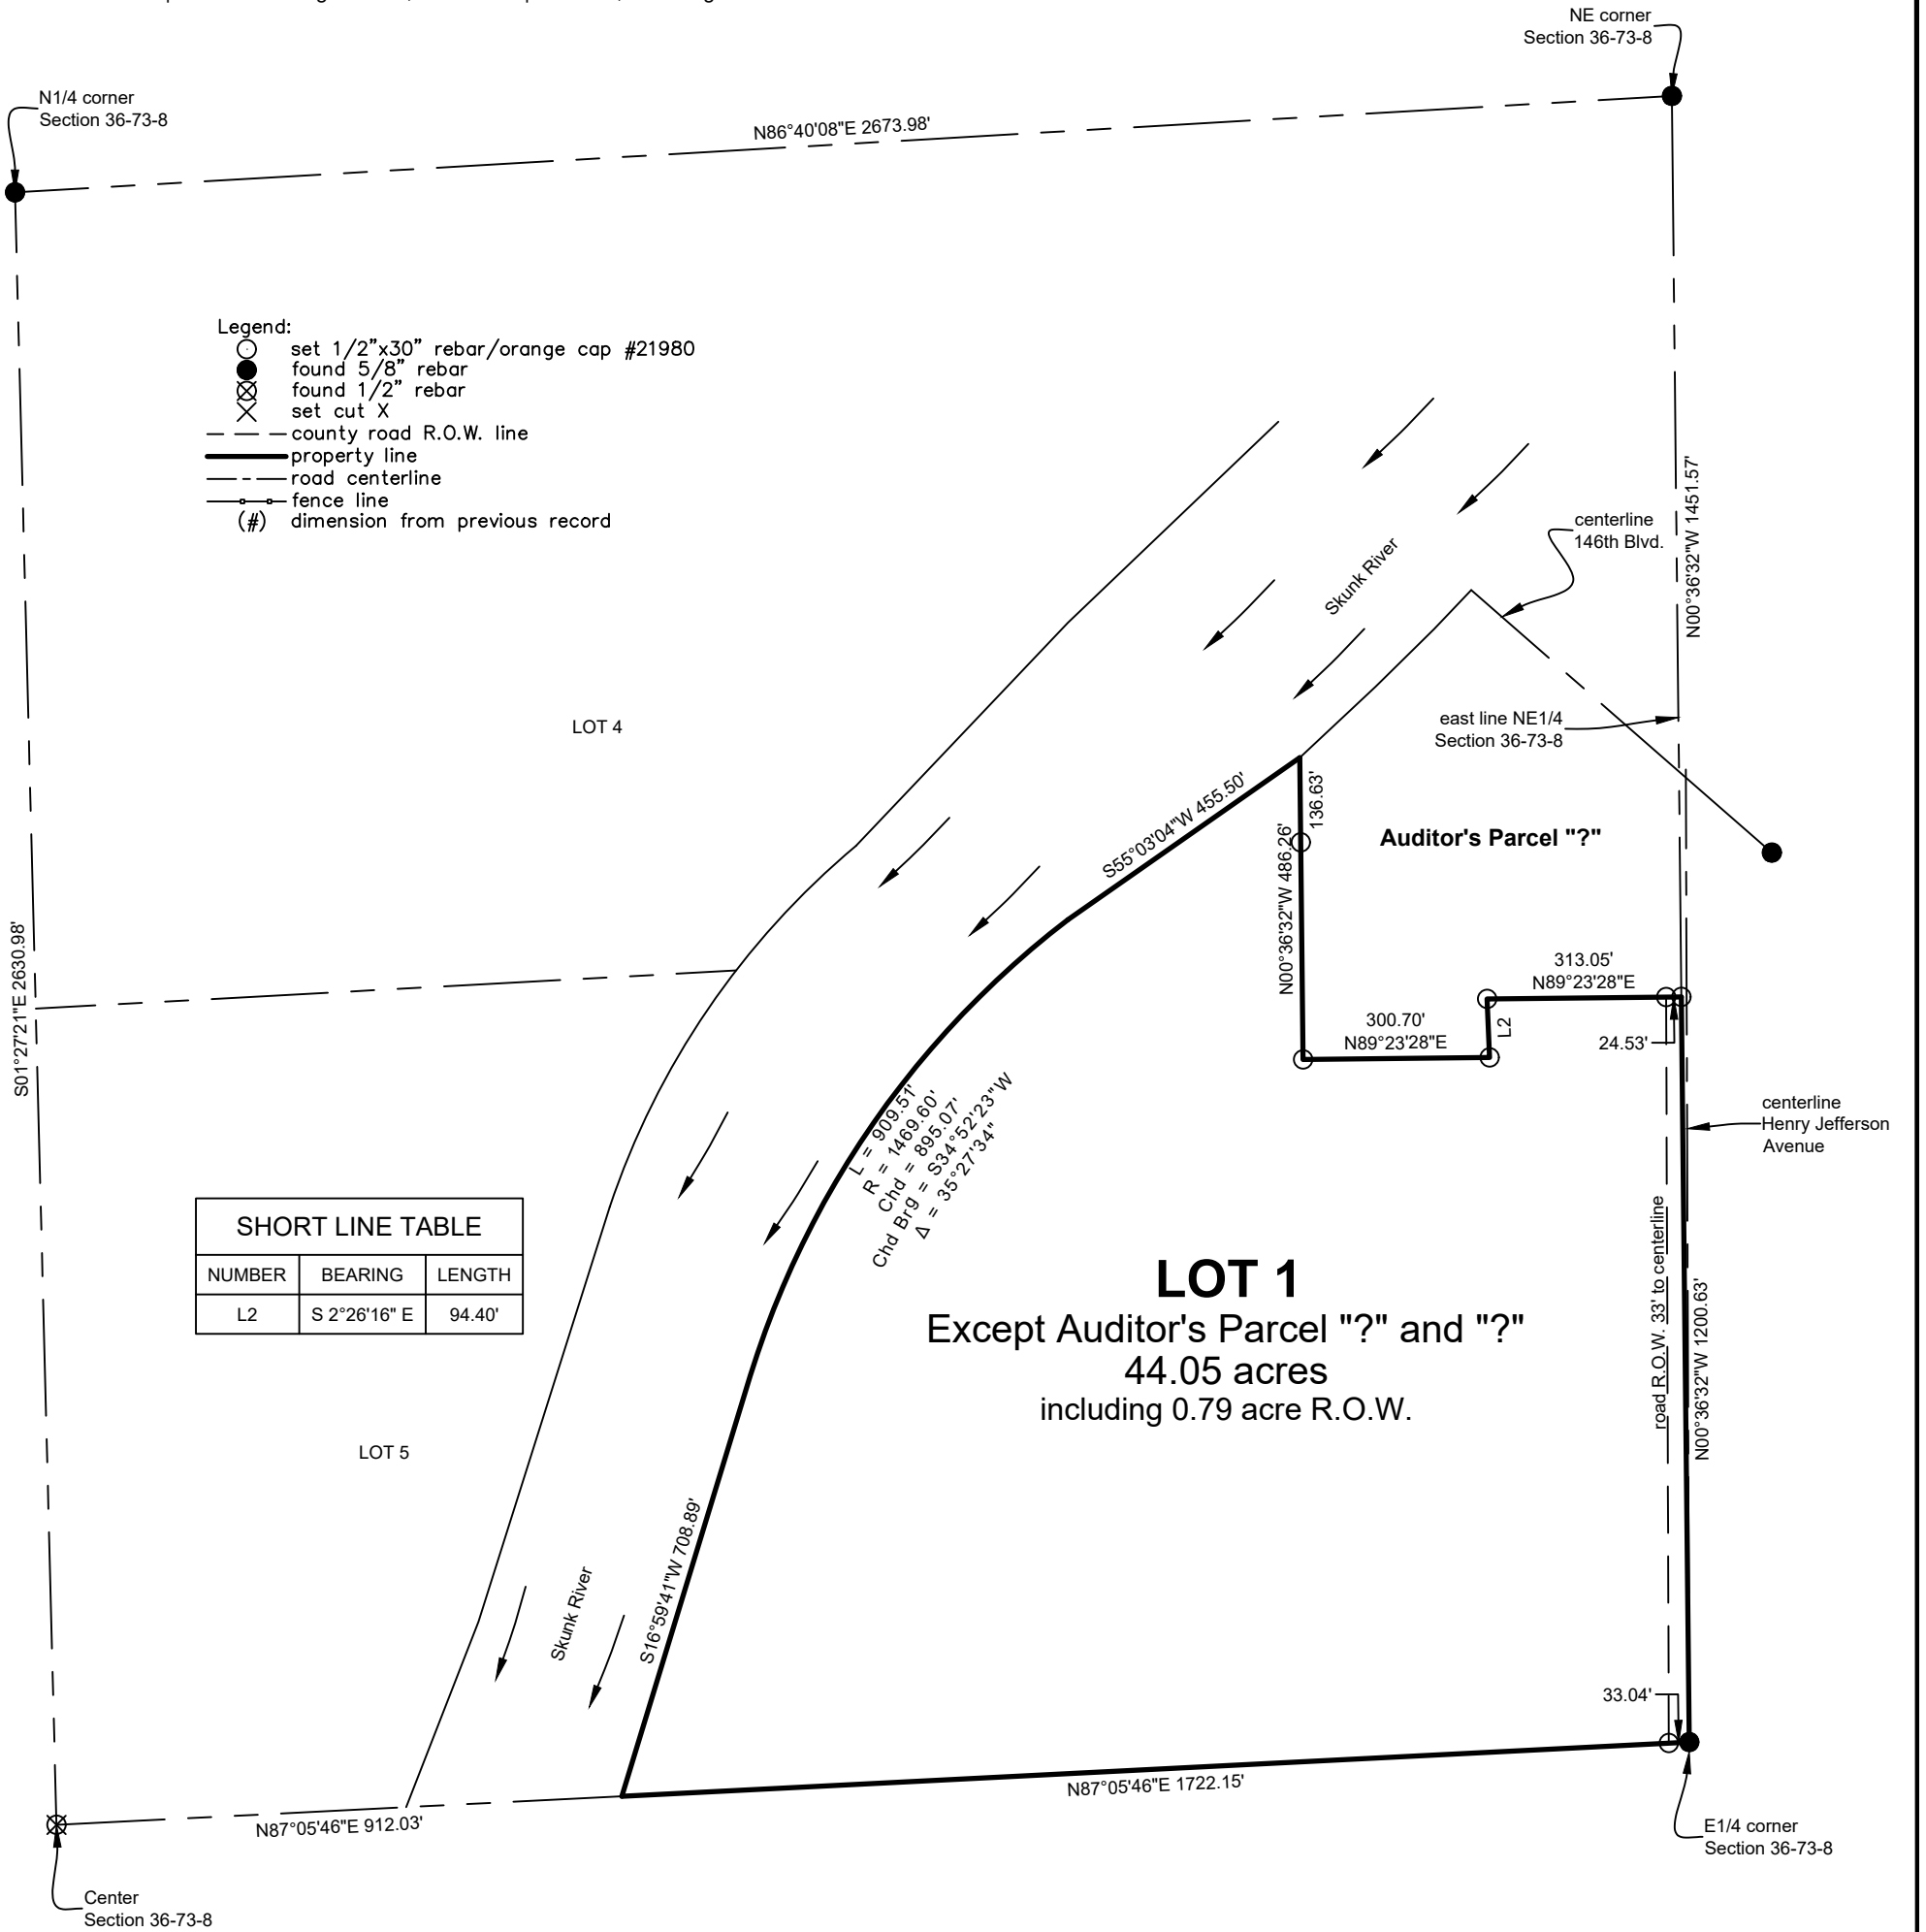 NE corner
Section 36-73-8
N1/4 corner
Section 36-73-8
N86°40'08"E 2673.98'
Legend:
set 1/2"x30" rebar/orange cap #21980
found 5/8" rebar
found 1/2" rebar
set cut X
county road R.O.W. line
property line
road centerline
fence line
(#) dimension from previous record
N00°36'32"W 1451.57'
centerline
146th Blvd.
Skunk River
LOT 4
east line NE1/4
Section 36-73-8
S55°03'04"W 455.50'
136.63'
N00°36'32"W 486.26'
Auditor's Parcel "?"
S01°27'21"E 2630.98'
313.05'
N89°23'28"E
300.70'
N89°23'28"E
L2
24.53'
centerline
Henry Jefferson
Avenue
L = 909.51'
R = 1469.60'
Chd = 895.07'
Chd Brg = S34°52'23"W
Δ = 35°27'34"
SHORT LINE TABLE
NUMBER BEARING LENGTH
L2 S 2°26'16" E 94.40'
LOT 1
Except Auditor's Parcel "?" and "?"
44.05 acres
including 0.79 acre R.O.W.
road R.O.W. 33' to centerline
N00°36'32"W 1200.63'
LOT 5
S16°59'41"W 708.89'
Skunk River
33.04'
N87°05'46"E 1722.15'
N87°05'46"E 912.03'
E1/4 corner
Section 36-73-8
Center
Section 36-73-8